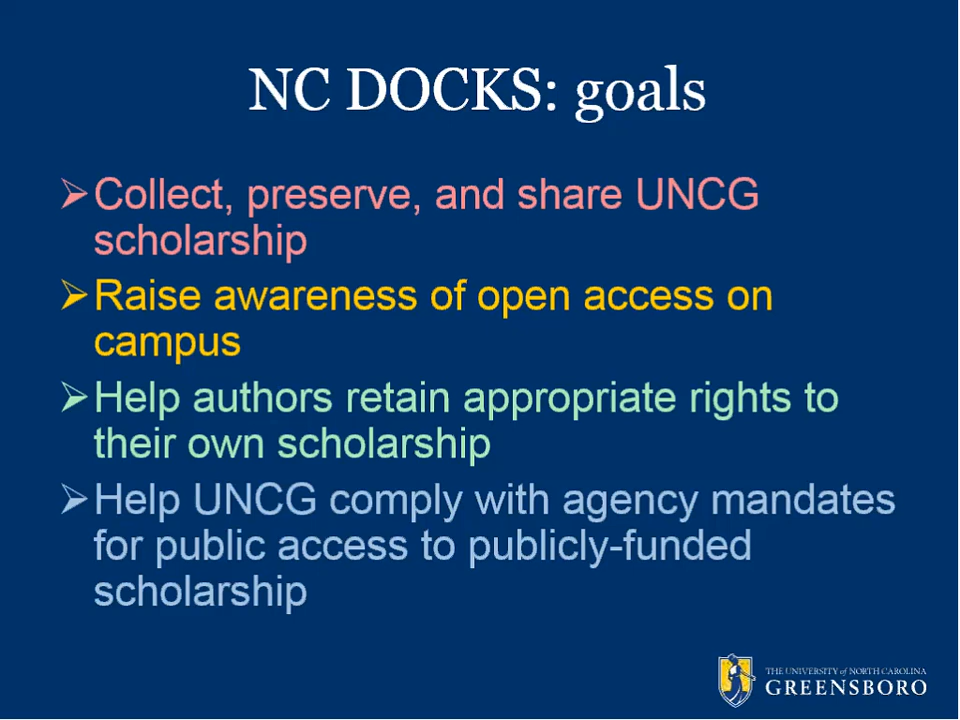 NC DOCKS: goals
Collect, preserve, and share UNCG
scholarship
Raise awareness of open access on
campus
Help authors retain appropriate rights to
their own scholarship
Help UNCG comply with agency mandates
for public access to publicly-funded
scholarship
THE UNIVERSITY of NORTH CAROLINA
GREENSBORO